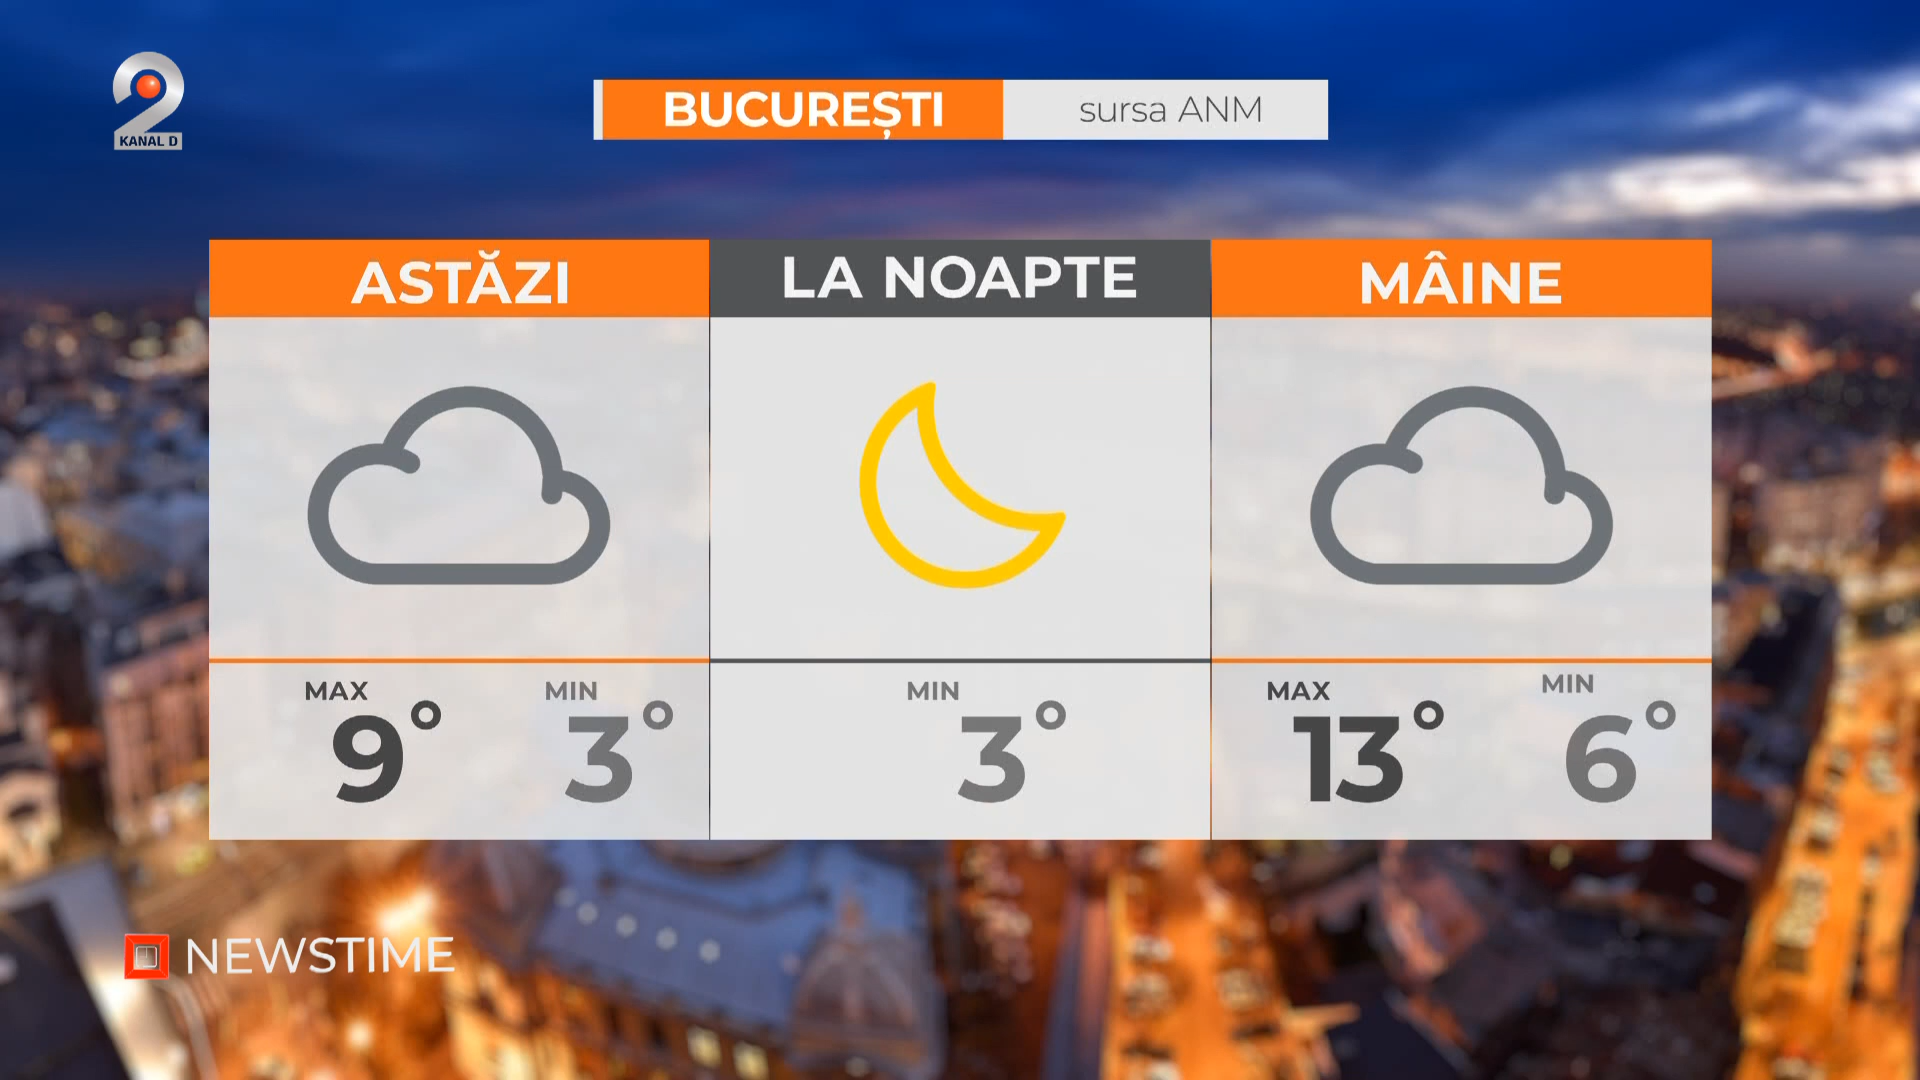 2
KANAL D
BUCUREȘTI sursa ANM
ASTĂZI
MAX MIN
9° 3°
LA NOAPTE
MIN
3°
MÂINE
MAX MIN
13° 6°
NEWSTIME